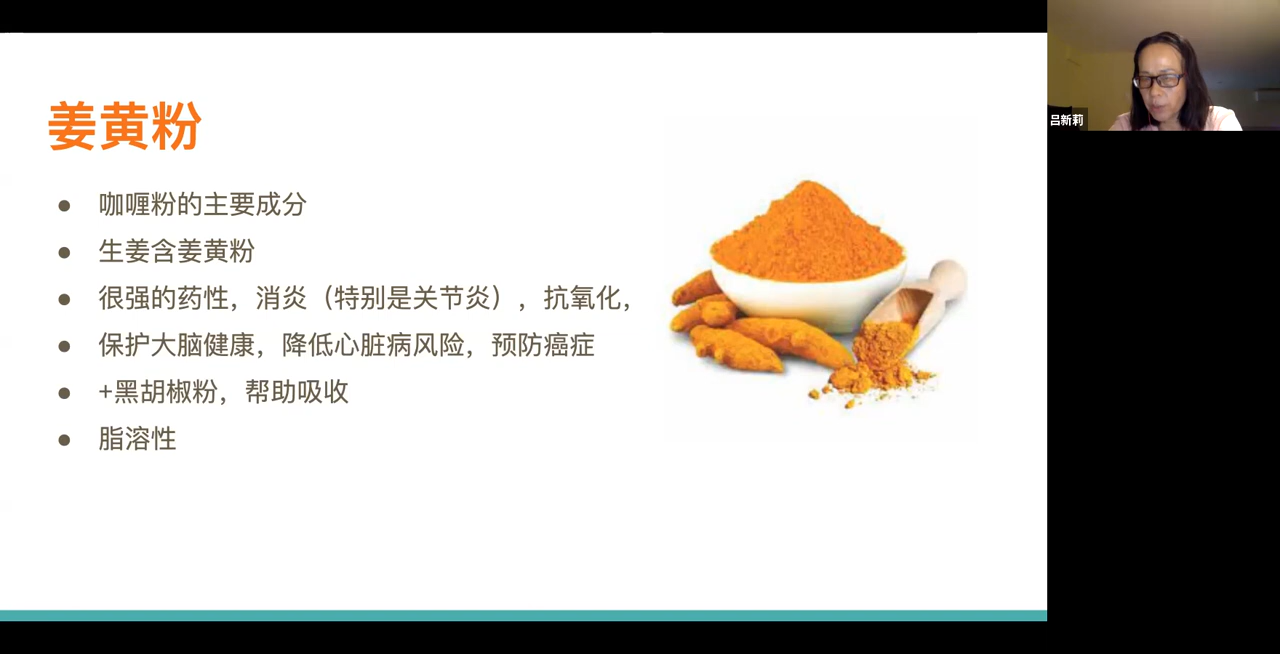 姜黄粉
● 咖喱粉的主要成分
● 生姜含姜黄粉
● 很强的药性，消炎（特别是关节炎），抗氧化，
● 保护大脑健康，降低心脏病风险，预防癌症
● +黑胡椒粉，帮助吸收
● 脂溶性
吕新莉